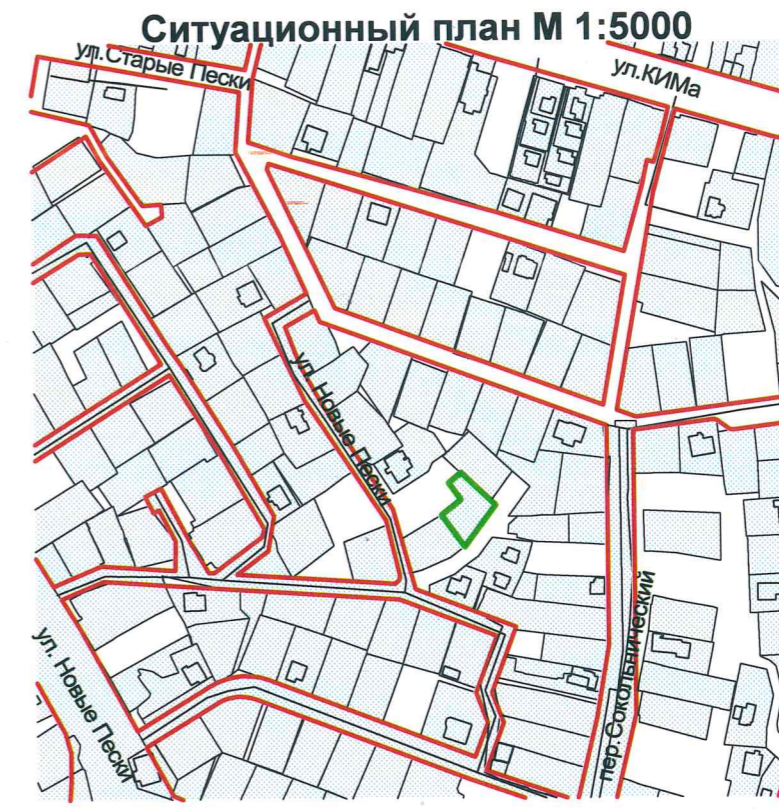 Ситуационный план М 1:5000
ул.Старые Пески
ул.КИМа
ул. Новые Пески
пер.Сокольнический
ул. Новые Пески